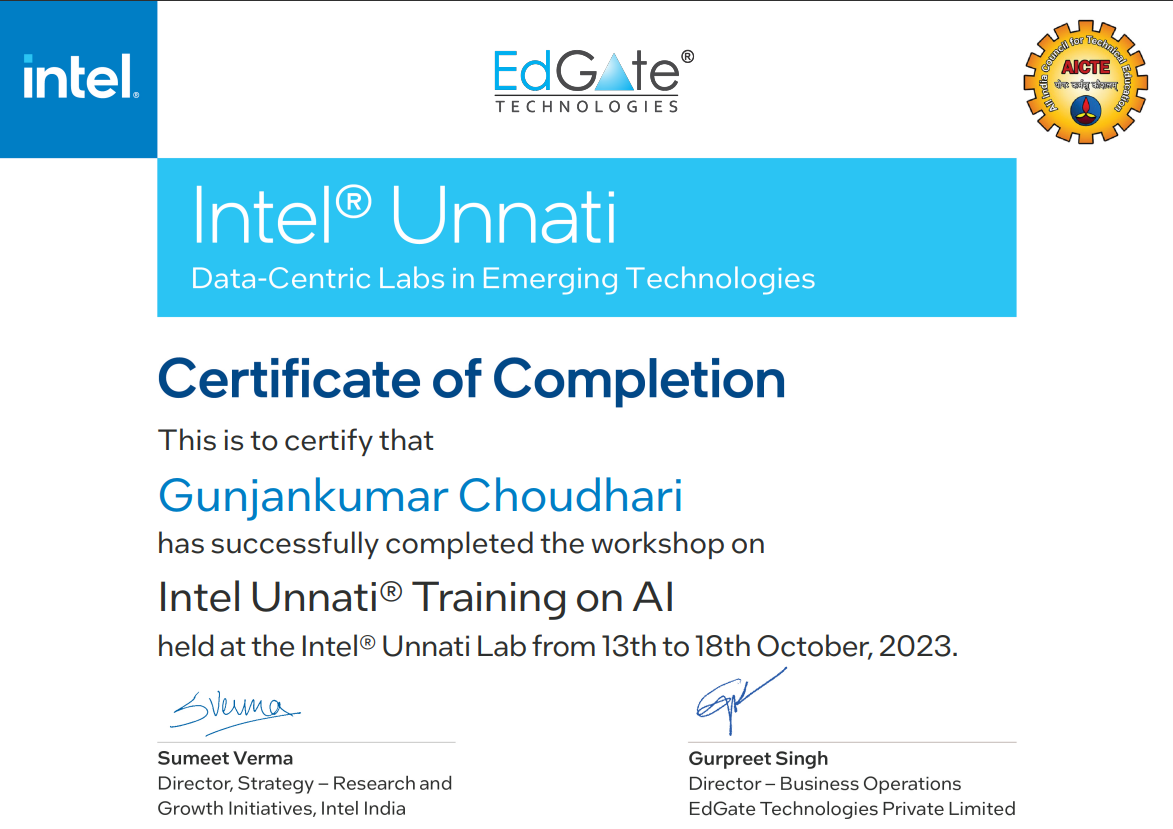 intel.
EdGate®
TECHNOLOGIES
All India Council for Technical Education
AICTE
योगः कर्मसु कौशलम्
Intel® Unnati
Data-Centric Labs in Emerging Technologies
Certificate of Completion
This is to certify that
Gunjankumar Choudhari
has successfully completed the workshop on
Intel Unnati® Training on AI
held at the Intel® Unnati Lab from 13th to 18th October, 2023.
SVerma
Sumeet Verma
Director, Strategy – Research and
Growth Initiatives, Intel India
Gurpreet Singh
Director – Business Operations
EdGate Technologies Private Limited